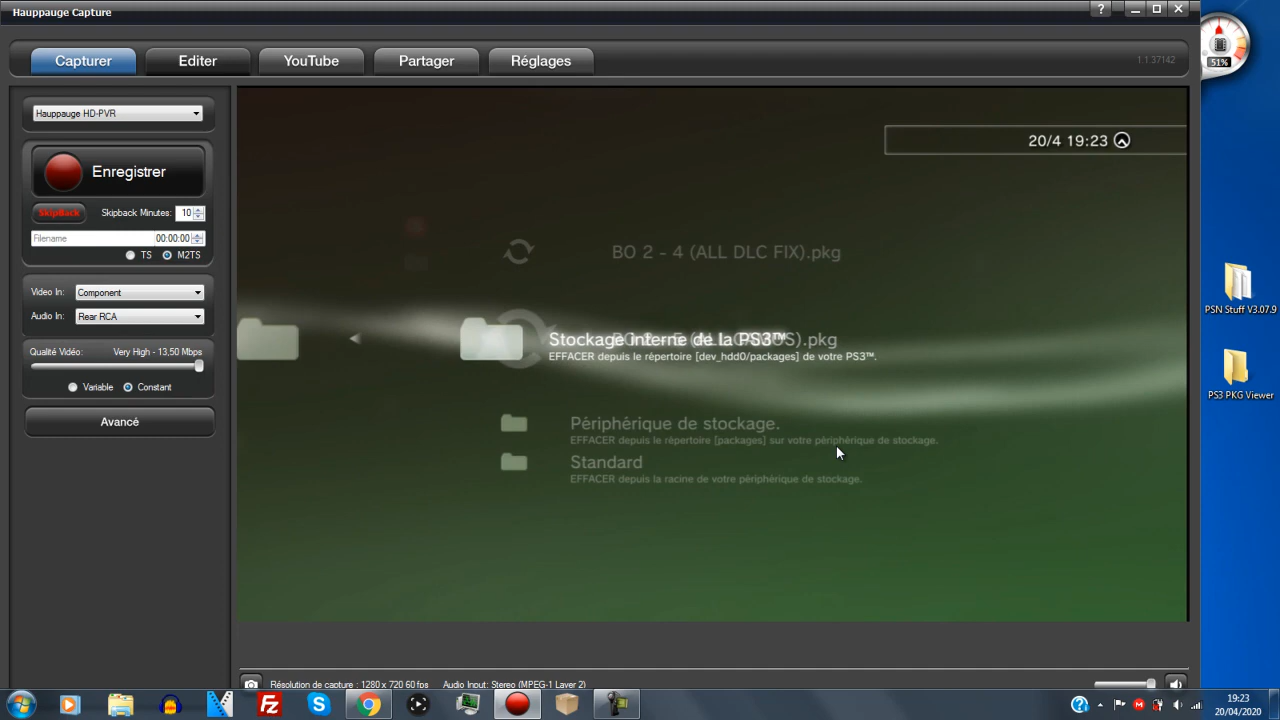 Hauppauge Capture
51%
Capturer
Editer
YouTube
Partager
Réglages
1.1.37142
Hauppauge HD-PVR
Enregistrer
SkipBack
Skipback Minutes: 10
Filename
00:00:00
TS
M2TS
Video In: Component
Audio In: Rear RCA
Qualité Vidéo: Very High - 13,50 Mbps
Variable
Constant
Avancé
20/4 19:23
BO 2 - 4 (ALL DLC FIX).pkg
Stockage interne de la PS3™
EFFACER depuis le répertoire [dev_hdd0/packages] de votre PS3™.
Périphérique de stockage.
EFFACER depuis le répertoire [packages] sur votre périphérique de stockage.
Standard
EFFACER depuis la racine de votre périphérique de stockage.
PSN Stuff V3.07.9
PS3 PKG Viewer
Résolution de capture : 1280 x 720 60 fps
Audio Input: Stereo (MPEG-1 Layer 2)
19:23
20/04/2020